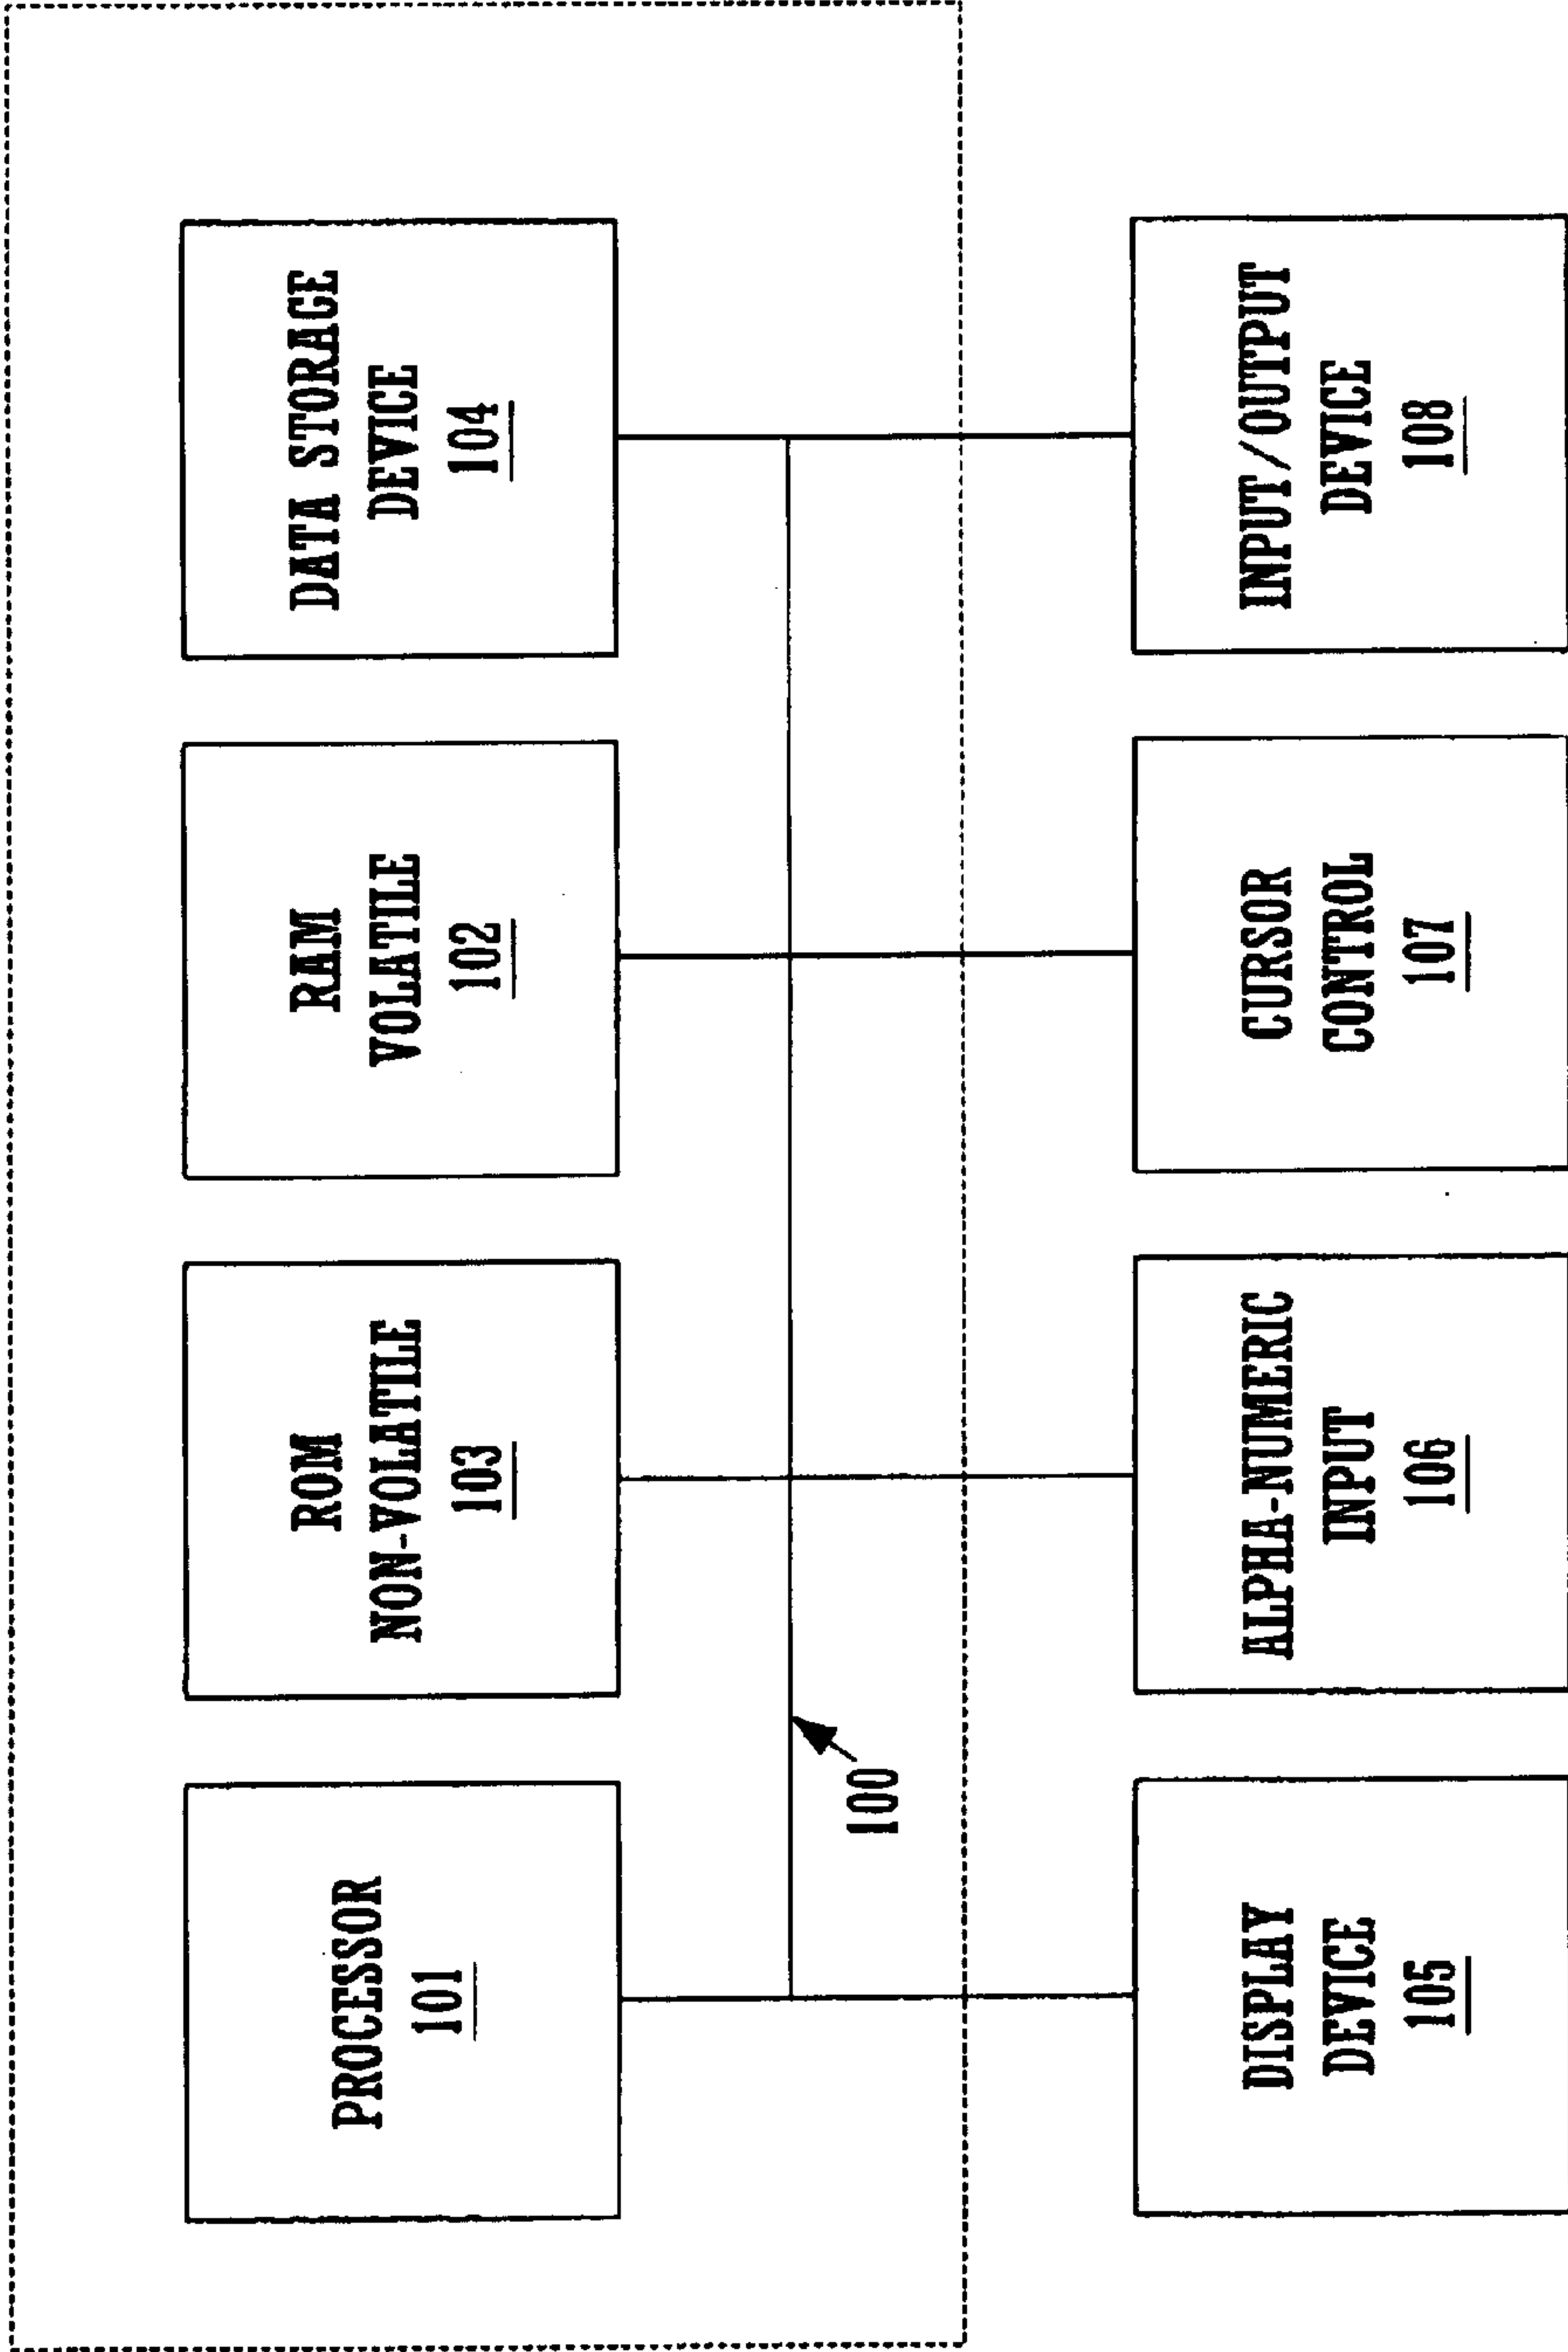 PROCESSOR
101
ROM
NON-VOLATILE
103
RAM
VOLATILE
102
DATA STORAGE
DEVICE
104
100
DISPLAY
DEVICE
105
ALPHA-NUMERIC
INPUT
106
CURSOR
CONTROL
107
INPUT/OUTPUT
DEVICE
108